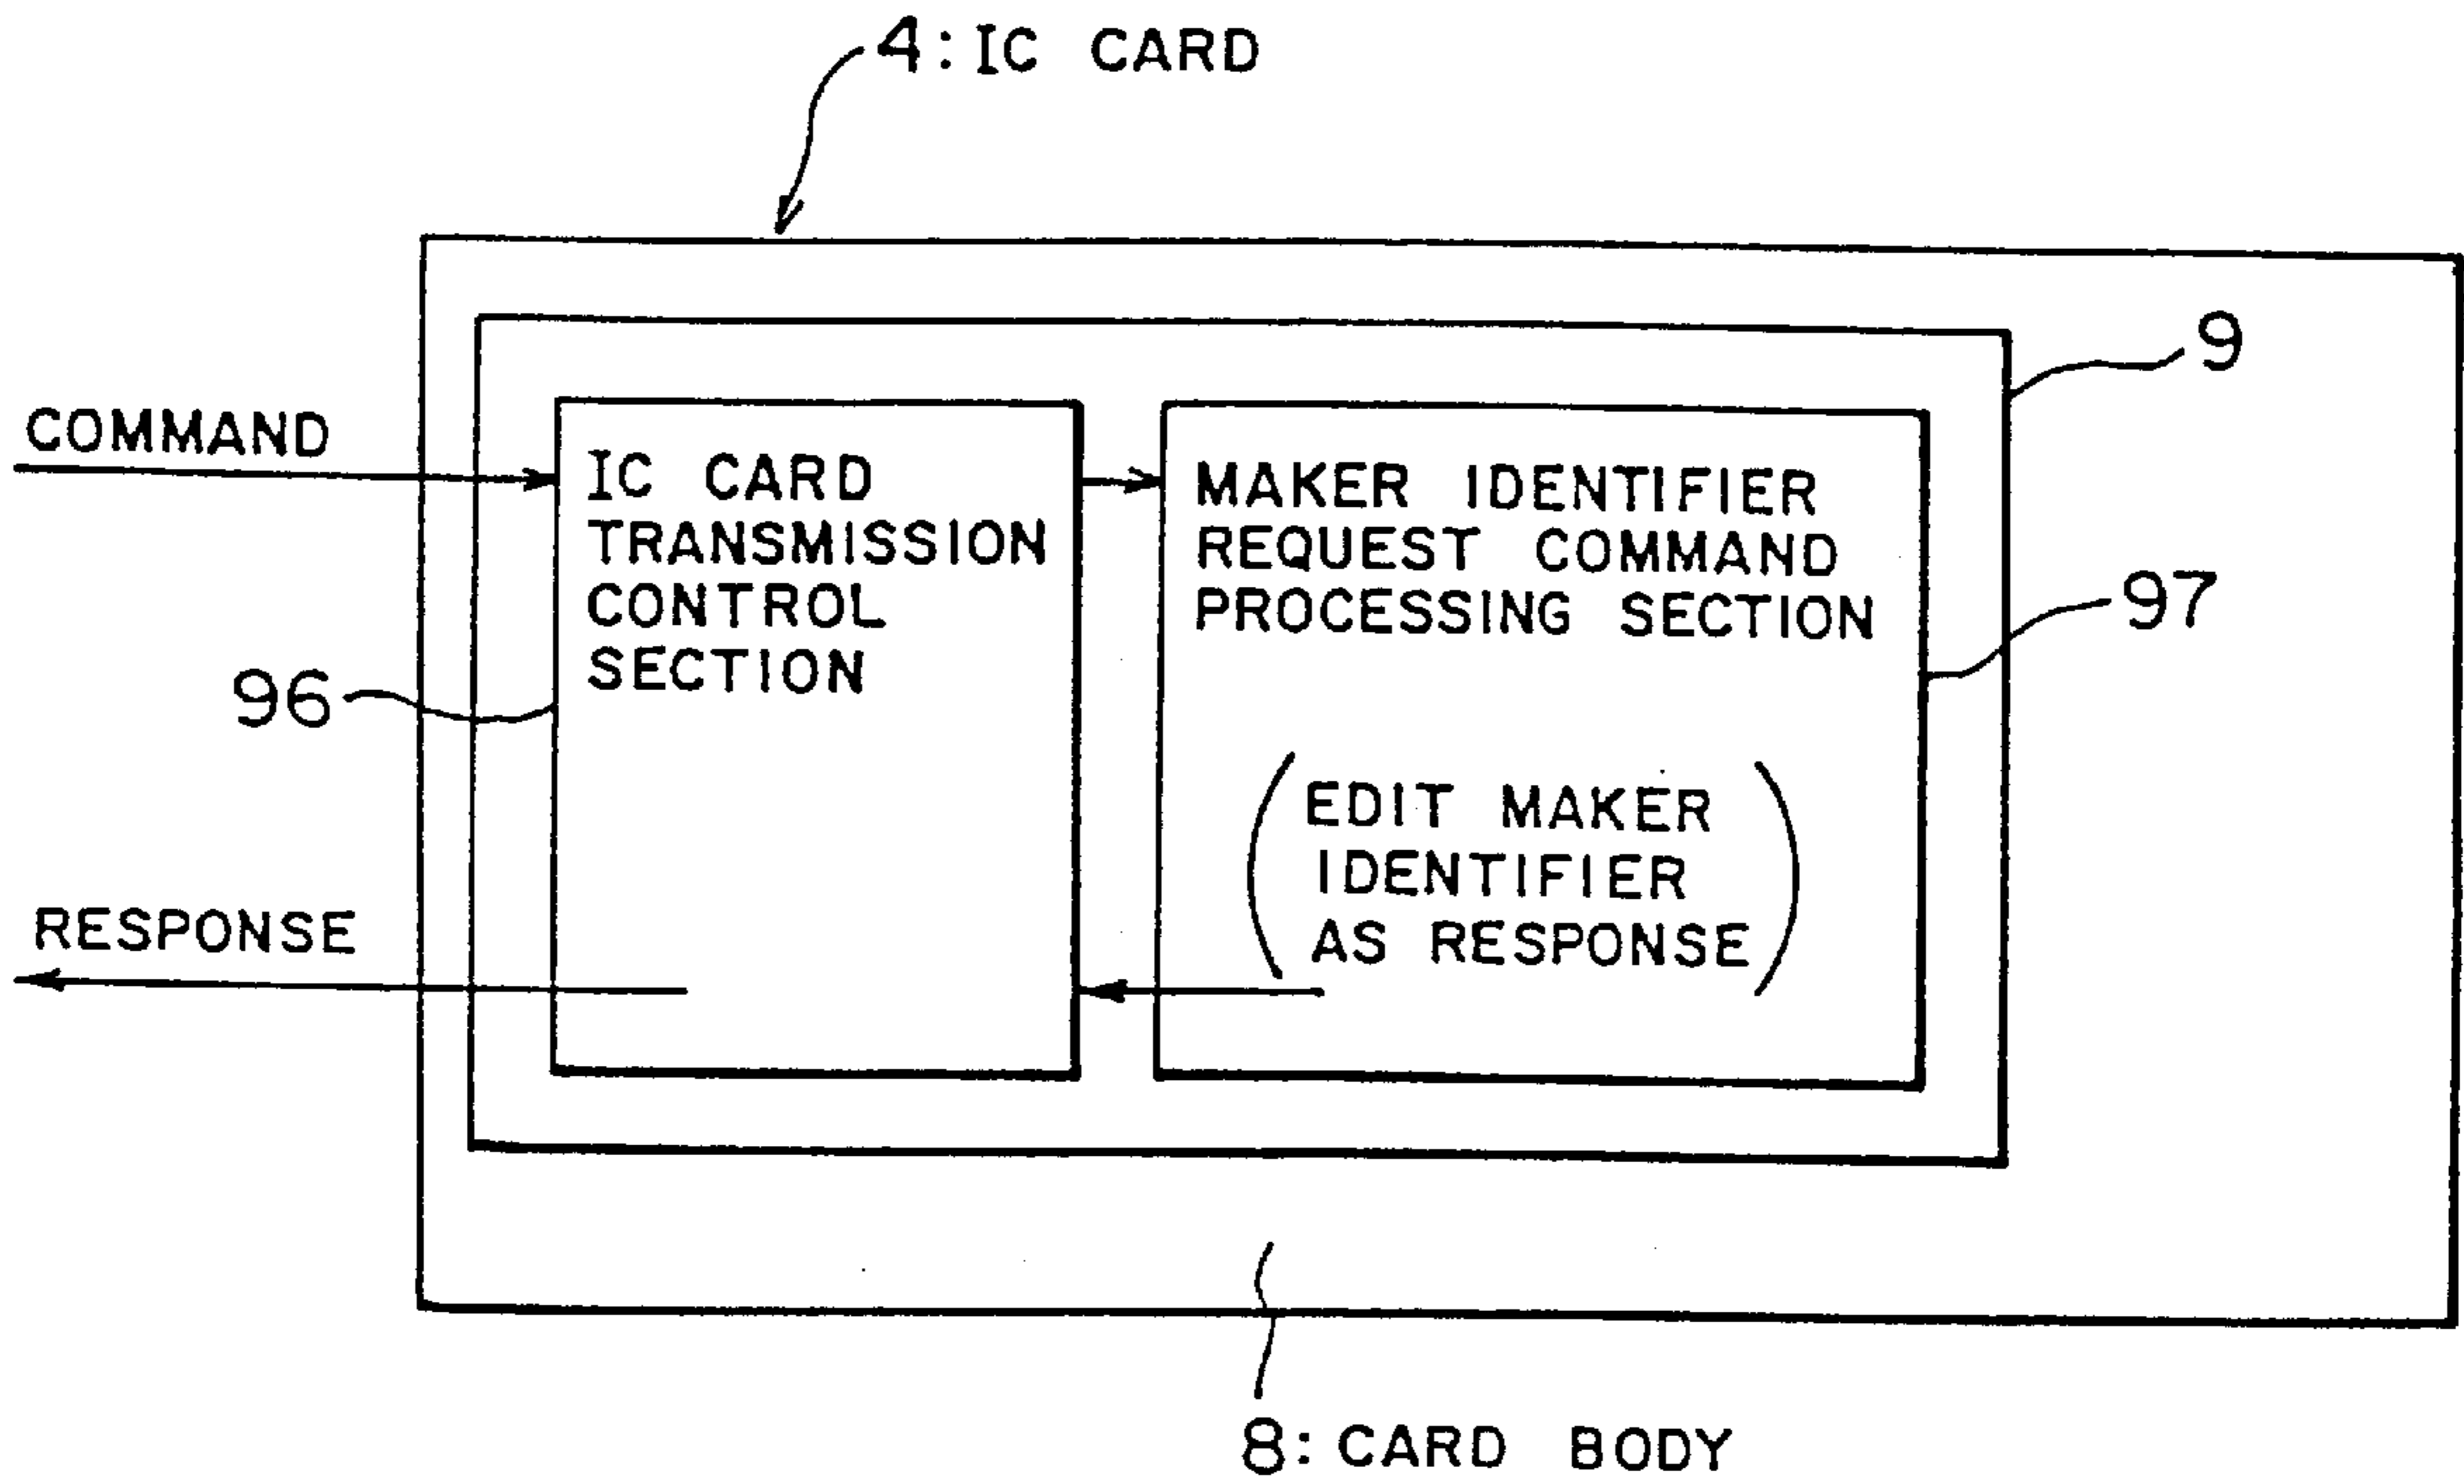 4: IC CARD
9
COMMAND
IC CARD
TRANSMISSION
CONTROL
SECTION
MAKER IDENTIFIER
REQUEST COMMAND
PROCESSING SECTION
97
96
(EDIT MAKER
IDENTIFIER
AS RESPONSE)
RESPONSE
8: CARD BODY